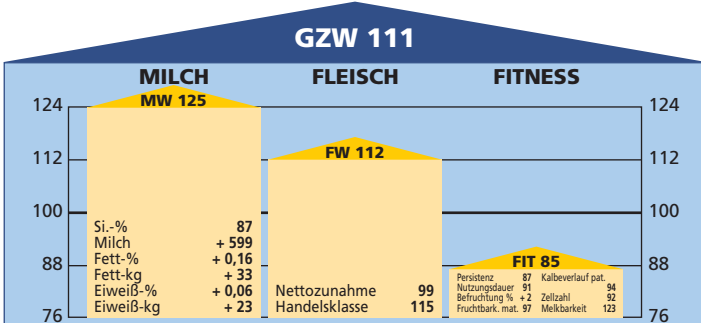 GZW 111
MILCH FLEISCH FITNESS
124 MW 125 124
112 FW 112 112
100 100
Si.-% 87
Milch + 599
Fett-% + 0,16
Fett-kg + 33
Eiweiß-% + 0,06
Eiweiß-kg + 23
Nettozunahme 99
Handelsklasse 115
88 FIT 85 88
Persistenz 87 Kalbeverlauf pat.
Nutzungsdauer 91 94
Befruchtung % + 2 Zellzahl 92
Fruchtbark. mat. 97 Melkbarkeit 123
76 76